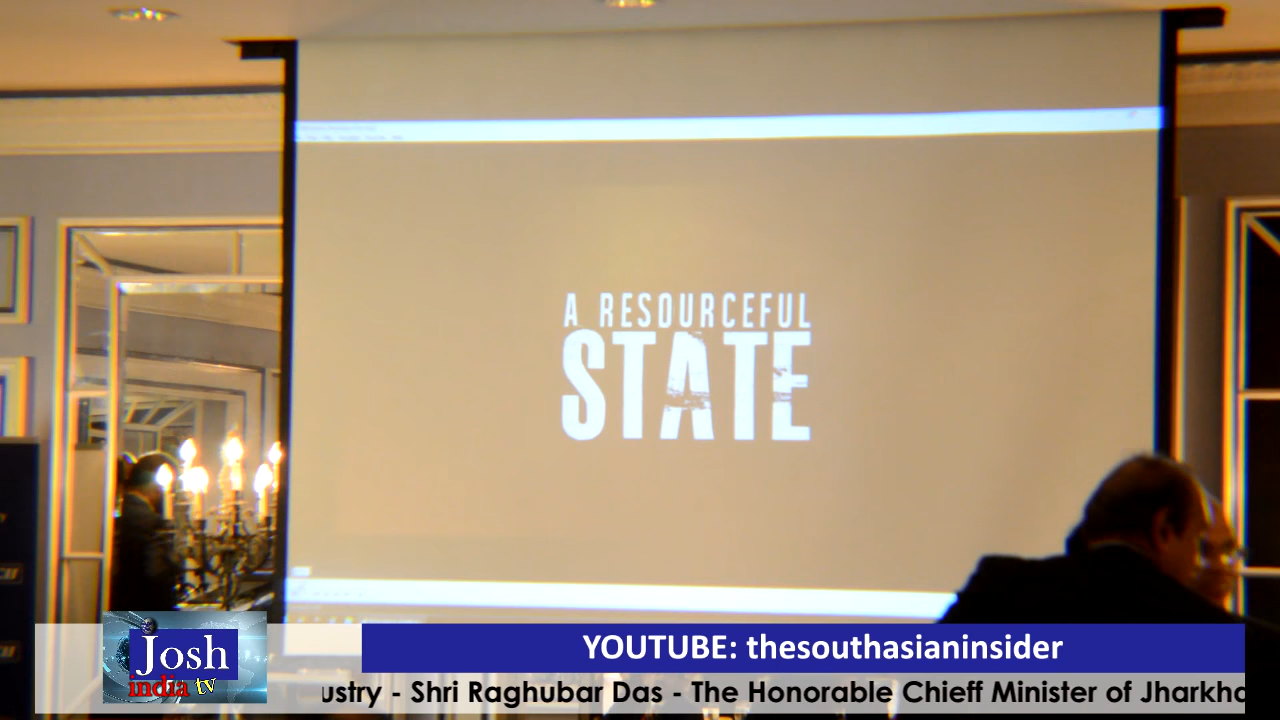 A RESOURCEFUL
STATE
Josh
india tv
YOUTUBE: thesouthasianinsider
ustry - Shri Raghubar Das - The Honorable Chieff Minister of Jharkha